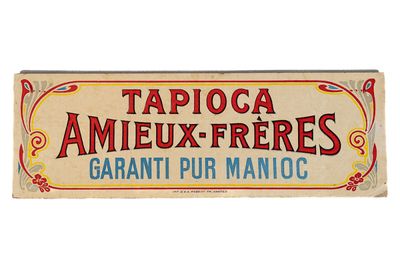 TAPIOCA
AMIEUX-FRÈRES
GARANTI PUR MANIOC